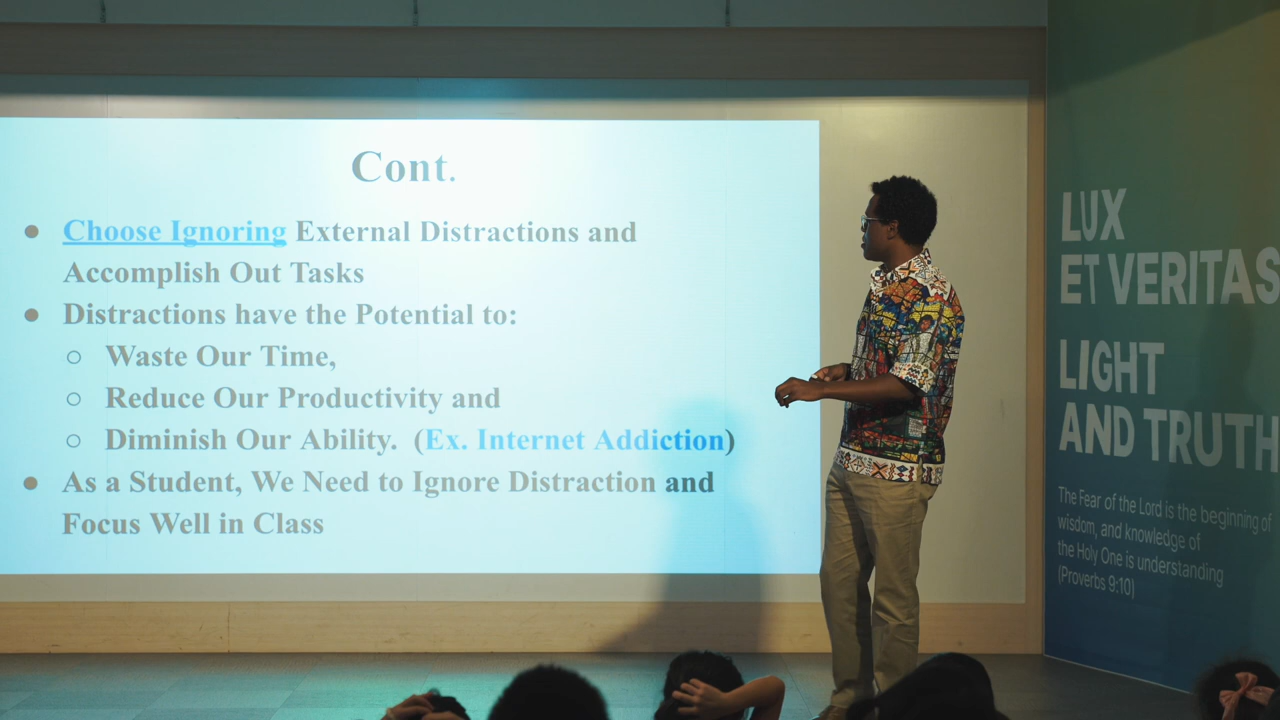 Cont.
● Choose Ignoring External Distractions and
Accomplish Out Tasks
● Distractions have the Potential to:
○ Waste Our Time,
○ Reduce Our Productivity and
○ Diminish Our Ability. (Ex. Internet Addiction)
● As a Student, We Need to Ignore Distraction and
Focus Well in Class
LUX
ET VERITAS
LIGHT
AND TRUTH
The Fear of the Lord is the beginning of
wisdom, and knowledge of
the Holy One is understanding
(Proverbs 9:10)